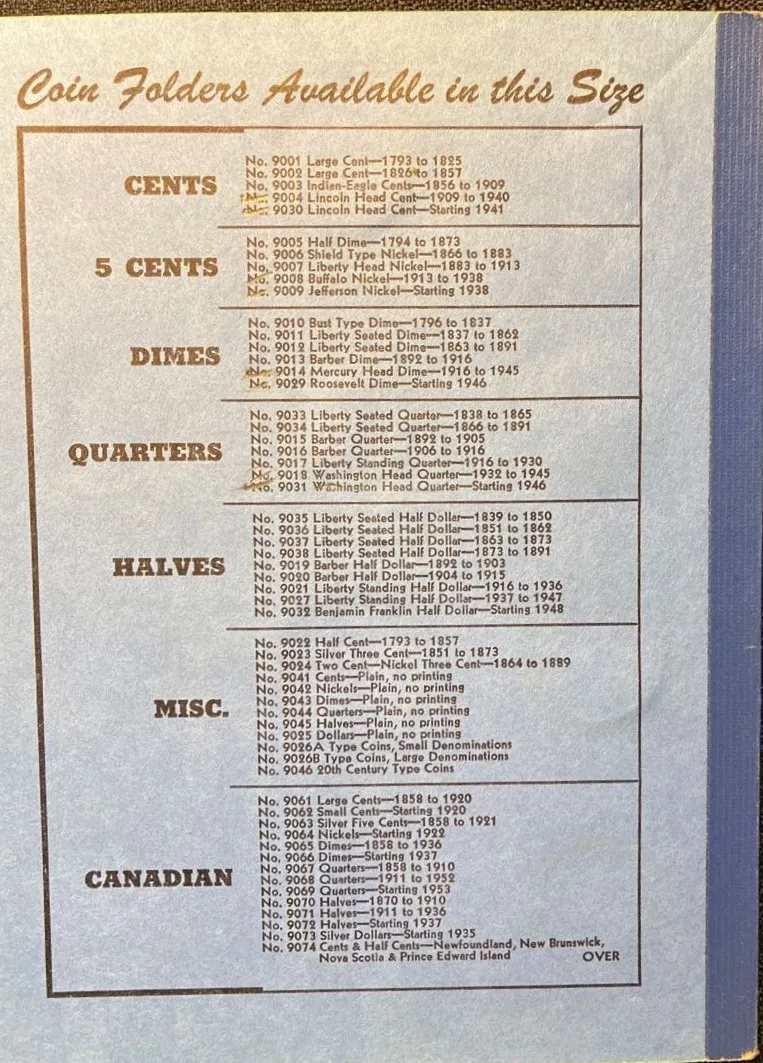 Coin Folders Available in this Size
CENTS
No. 9001 Large Cent—1793 to 1825
No. 9002 Large Cent—1826 to 1857
No. 9003 Indian-Eagle Cents—1856 to 1909
No. 9004 Lincoln Head Cent—1909 to 1940
No. 9030 Lincoln Head Cent—Starting 1941
5 CENTS
No. 9005 Half Dime—1794 to 1873
No. 9006 Shield Type Nickel—1866 to 1883
No. 9007 Liberty Head Nickel—1883 to 1913
No. 9008 Buffalo Nickel—1913 to 1938
No. 9009 Jefferson Nickel—Starting 1938
DIMES
No. 9010 Bust Type Dime—1796 to 1837
No. 9011 Liberty Seated Dime—1837 to 1862
No. 9012 Liberty Seated Dime—1863 to 1891
No. 9013 Barber Dime—1892 to 1916
No. 9014 Mercury Head Dime—1916 to 1945
No. 9029 Roosevelt Dime—Starting 1946
QUARTERS
No. 9033 Liberty Seated Quarter—1838 to 1865
No. 9034 Liberty Seated Quarter—1866 to 1891
No. 9015 Barber Quarter—1892 to 1905
No. 9016 Barber Quarter—1906 to 1916
No. 9017 Liberty Standing Quarter—1916 to 1930
No. 9018 Washington Head Quarter—1932 to 1945
No. 9031 Washington Head Quarter—Starting 1946
HALVES
No. 9035 Liberty Seated Half Dollar—1839 to 1850
No. 9036 Liberty Seated Half Dollar—1851 to 1862
No. 9037 Liberty Seated Half Dollar—1863 to 1873
No. 9038 Liberty Seated Half Dollar—1873 to 1891
No. 9019 Barber Half Dollar—1892 to 1903
No. 9020 Barber Half Dollar—1904 to 1915
No. 9021 Liberty Standing Half Dollar—1916 to 1936
No. 9027 Liberty Standing Half Dollar—1937 to 1947
No. 9032 Benjamin Franklin Half Dollar—Starting 1948
MISC.
No. 9022 Half Cent—1793 to 1857
No. 9023 Silver Three Cent—1851 to 1873
No. 9024 Two Cent—Nickel Three Cent—1864 to 1889
No. 9041 Cents—Plain, no printing
No. 9042 Nickels—Plain, no printing
No. 9043 Dimes—Plain, no printing
No. 9044 Quarters—Plain, no printing
No. 9045 Halves—Plain, no printing
No. 9025 Dollars—Plain, no printing
No. 9026A Type Coins, Small Denominations
No. 9026B Type Coins, Large Denominations
No. 9046 20th Century Type Coins
CANADIAN
No. 9061 Large Cents—1858 to 1920
No. 9062 Small Cents—Starting 1920
No. 9063 Silver Five Cents—1858 to 1921
No. 9064 Nickels—Starting 1922
No. 9065 Dimes—1858 to 1936
No. 9066 Dimes—Starting 1937
No. 9067 Quarters—1858 to 1910
No. 9068 Quarters—1911 to 1952
No. 9069 Quarters—Starting 1953
No. 9070 Halves—1870 to 1910
No. 9071 Halves—1911 to 1936
No. 9072 Halves—Starting 1937
No. 9073 Silver Dollars—Starting 1935
No. 9074 Cents & Half Cents—Newfoundland, New Brunswick,
Nova Scotia & Prince Edward Island OVER